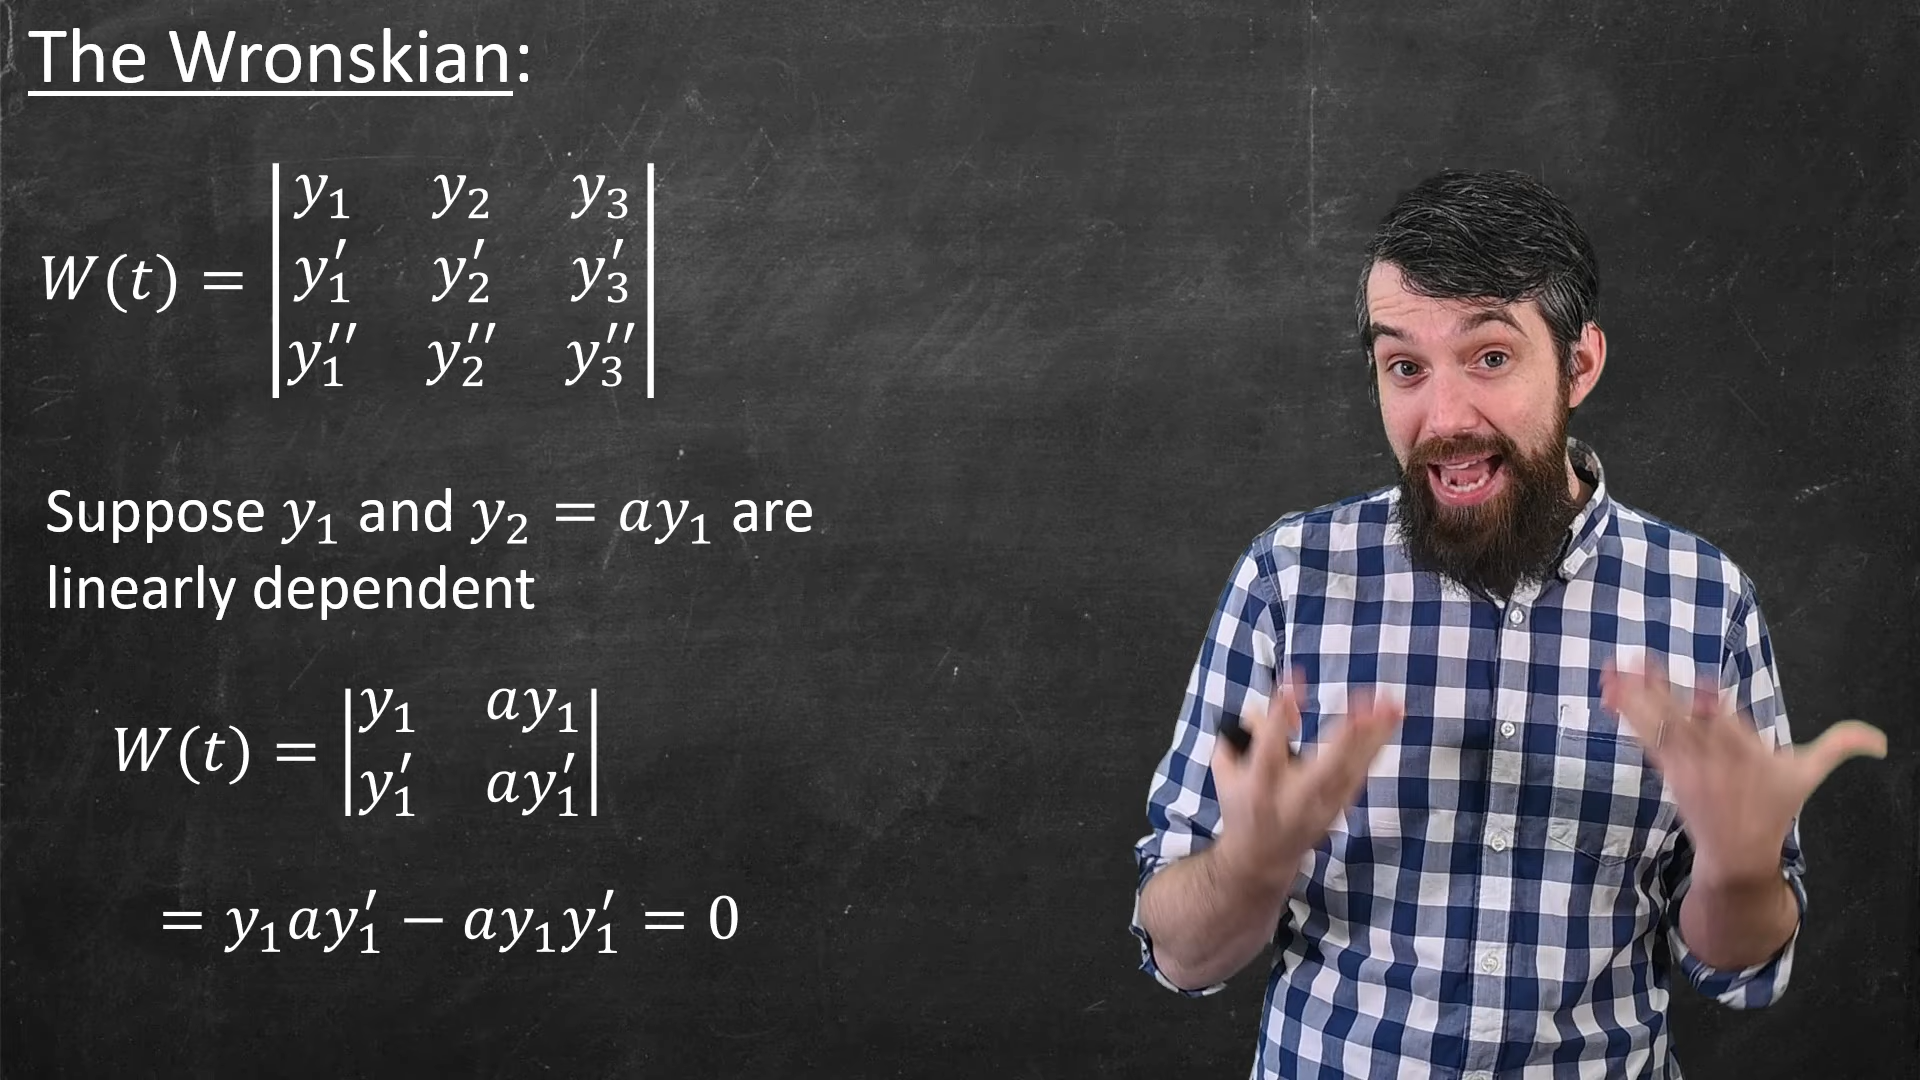 The Wronskian:
W(t) = | y₁ y₂ y₃ |
| y₁′ y₂′ y₃′ |
| y₁′′ y₂′′ y₃′′ |
Suppose y₁ and y₂ = ay₁ are
linearly dependent
W(t) = | y₁ ay₁ |
| y₁′ ay₁′ |
= y₁ay₁′ − ay₁y₁′ = 0